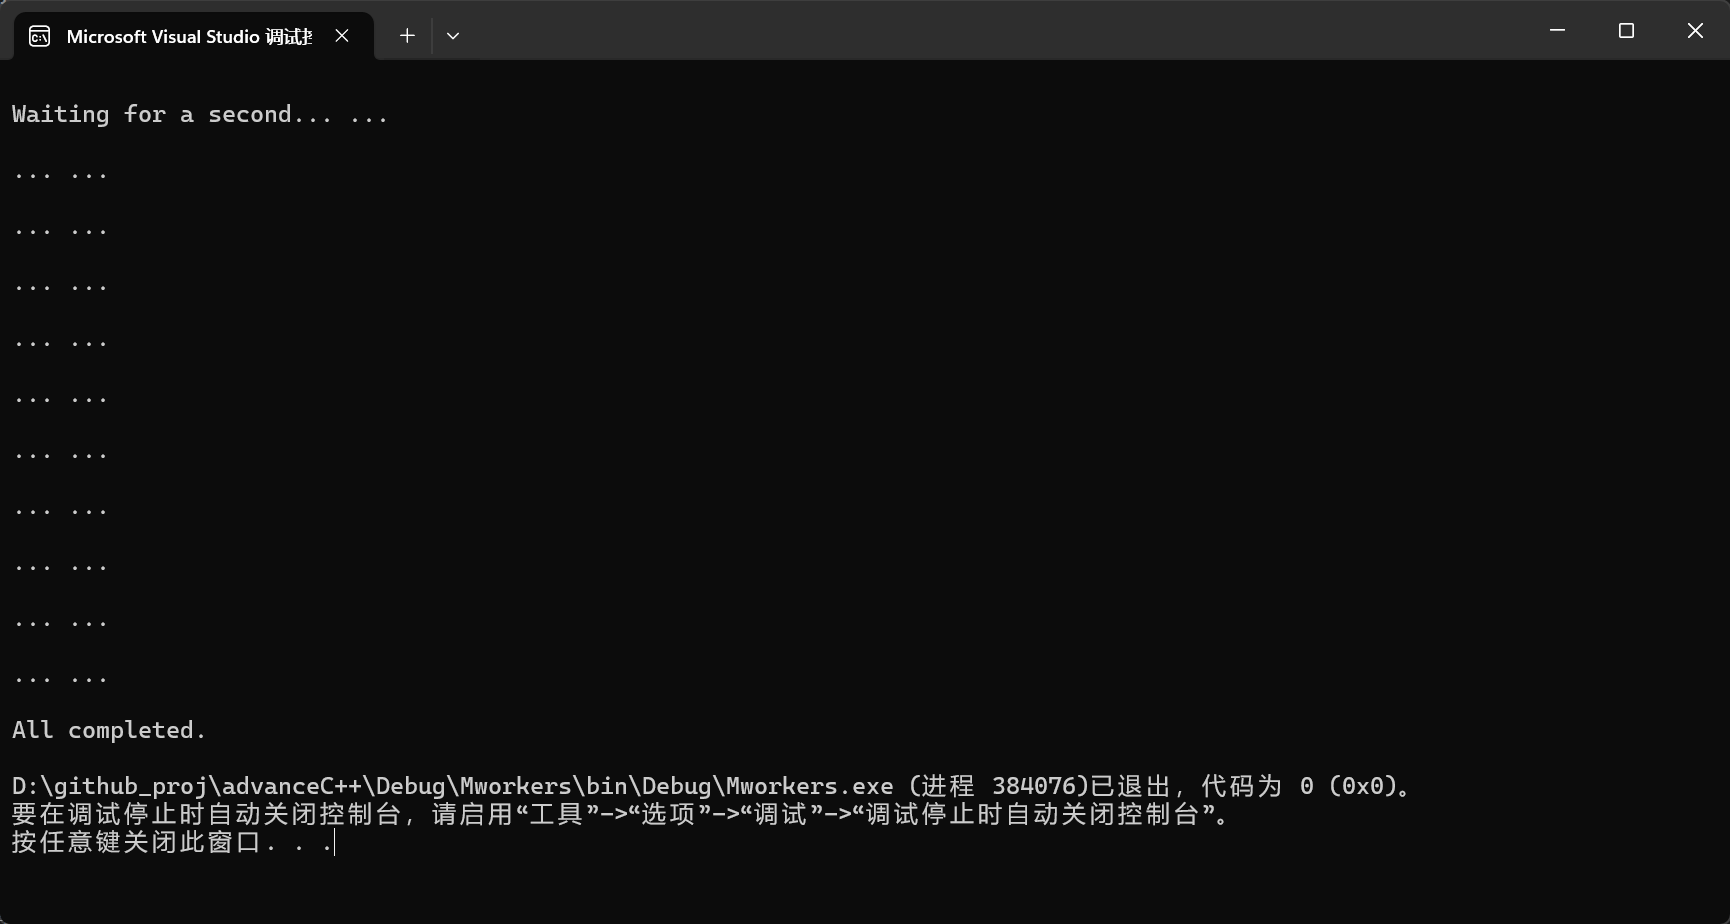 Microsoft Visual Studio 调试
Waiting for a second... ...
... ...
... ...
... ...
... ...
... ...
... ...
... ...
... ...
... ...
... ...
All completed.
D:\github_proj\advanceC++\Debug\Mworkers\bin\Debug\Mworkers.exe (进程 384076)已退出，代码为 0 (0x0)。
要在调试停止时自动关闭控制台，请启用“工具”->“选项”->“调试”->“调试停止时自动关闭控制台”。
按任意键关闭此窗口. . .